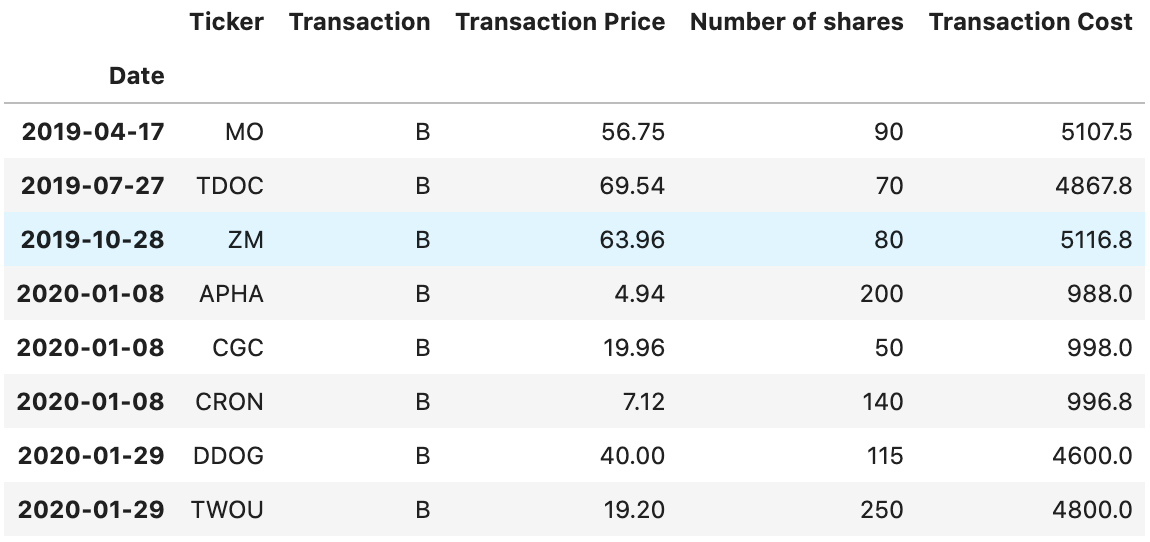 Ticker Transaction Transaction Price Number of shares Transaction Cost
Date
2019-04-17 MO B 56.75 90 5107.5
2019-07-27 TDOC B 69.54 70 4867.8
2019-10-28 ZM B 63.96 80 5116.8
2020-01-08 APHA B 4.94 200 988.0
2020-01-08 CGC B 19.96 50 998.0
2020-01-08 CRON B 7.12 140 996.8
2020-01-29 DDOG B 40.00 115 4600.0
2020-01-29 TWOU B 19.20 250 4800.0